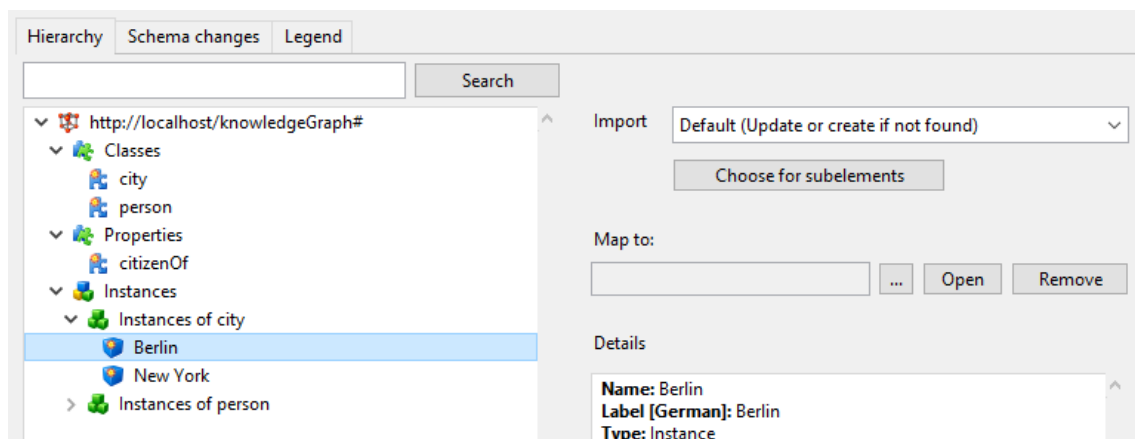 Hierarchy Schema changes Legend
Search
http://localhost/knowledgeGraph#
Classes
city
person
Properties
citizenOf
Instances
Instances of city
Berlin
New York
Instances of person
Import Default (Update or create if not found)
Choose for subelements
Map to:
... Open Remove
Details
Name: Berlin
Label [German]: Berlin
Type: Instance